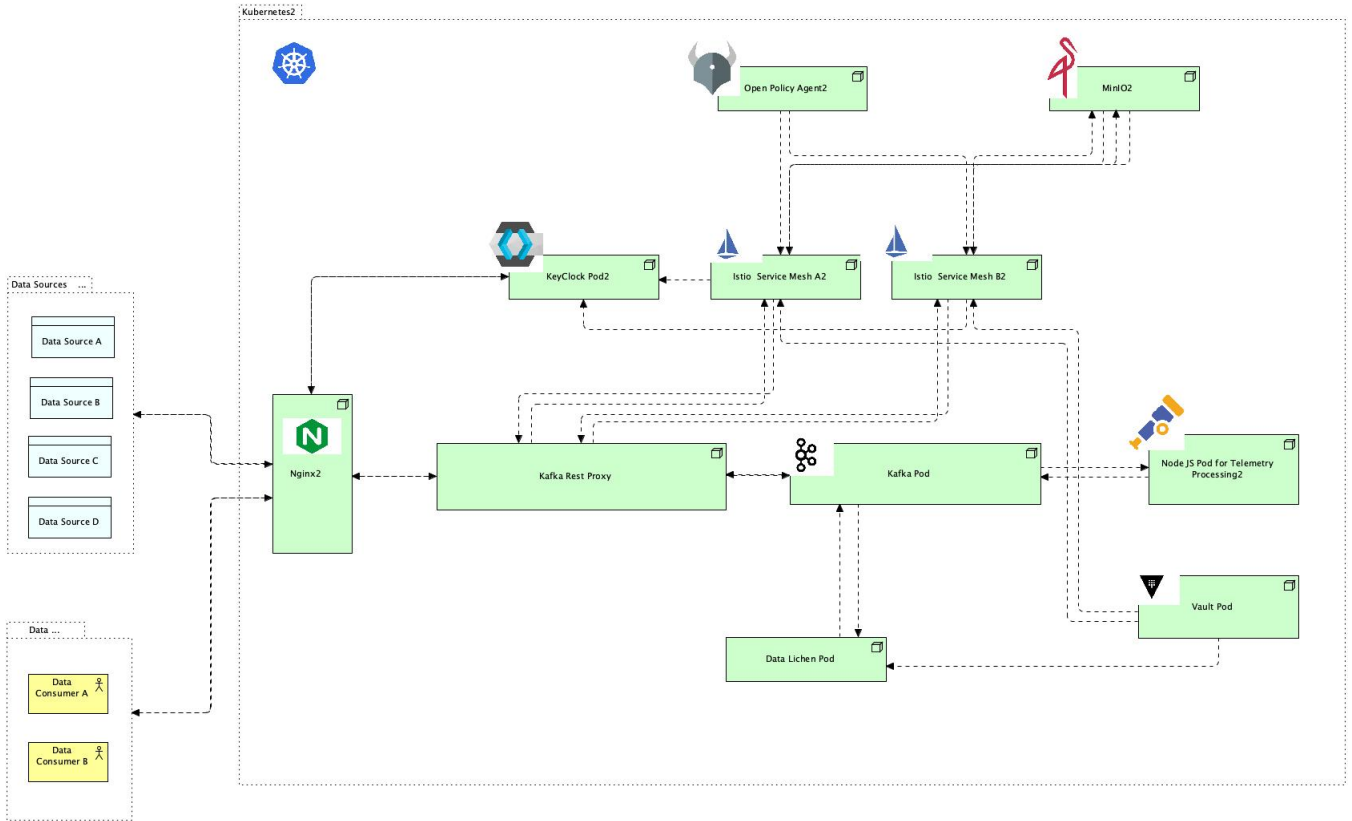 Kubernetes2
Open Policy Agent2
MinIO2
KeyClock Pod2
Istio Service Mesh A2
Istio Service Mesh B2
Data Sources ...
Data Source A
Data Source B
Data Source C
Data Source D
N
Nginx2
Kafka Rest Proxy
Kafka Pod
Node JS Pod for Telemetry
Processing2
Vault Pod
Data Lichen Pod
Data ...
Data
Consumer A
Data
Consumer B